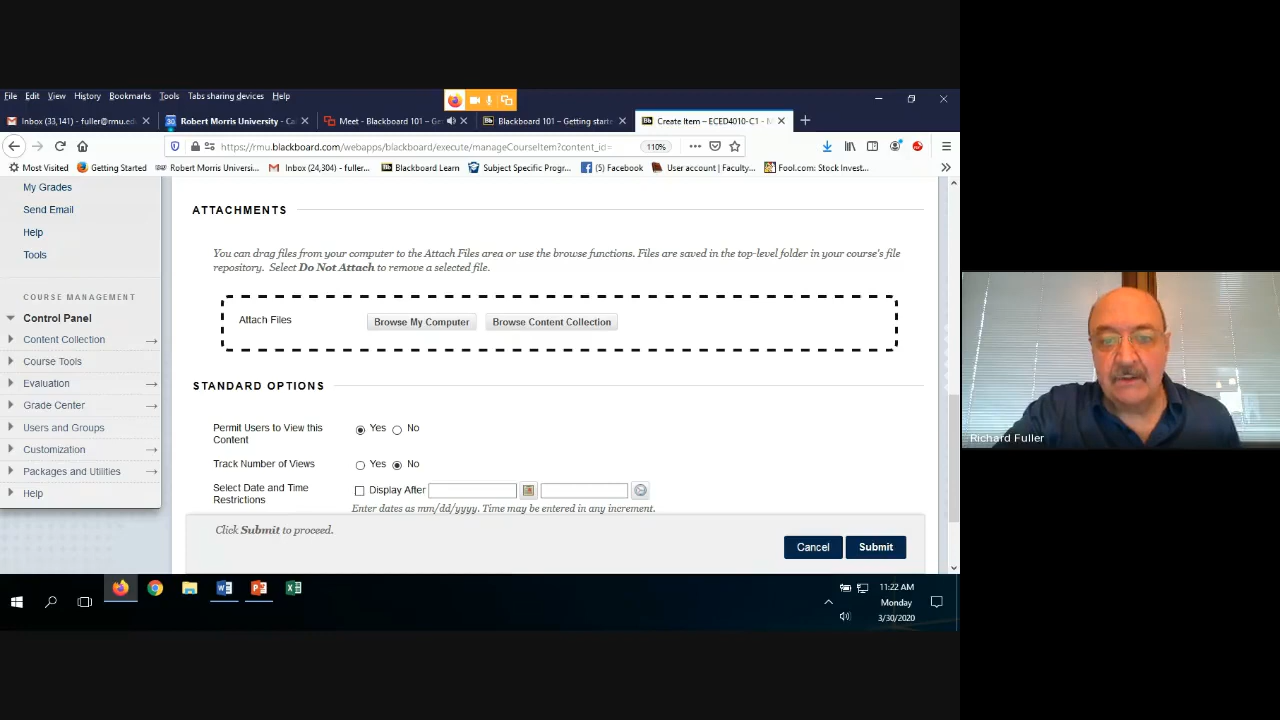 File Edit View History Bookmarks Tools Tabs sharing devices Help
Inbox (33,141) - fuller@rmu.ed
Robert Morris University - Ca
Meet - Blackboard 101 – Ge
Blackboard 101 – Getting starte
Create Item – ECED4010-C1 - M
https://rmu.blackboard.com/webapps/blackboard/execute/manageCourseItem?content_id=
110%
Most Visited Getting Started Robert Morris Universi... Inbox (24,304) - fuller... Blackboard Learn Subject Specific Prog... (5) Facebook User account | Faculty... Fool.com: Stock Invest...
My Grades
Send Email
Help
Tools
COURSE MANAGEMENT
Control Panel
Content Collection
Course Tools
Evaluation
Grade Center
Users and Groups
Customization
Packages and Utilities
Help
ATTACHMENTS
You can drag files from your computer to the Attach Files area or use the browse functions. Files are saved in the top-level folder in your course's file
repository. Select Do Not Attach to remove a selected file.
Attach Files Browse My Computer Browse Content Collection
STANDARD OPTIONS
Permit Users to View this
Content
Yes No
Track Number of Views Yes No
Select Date and Time
Restrictions
Display After
Enter dates as mm/dd/yyyy. Time may be entered in any increment.
Click Submit to proceed.
Cancel Submit
11:22 AM
Monday
3/30/2020
Richard Fuller